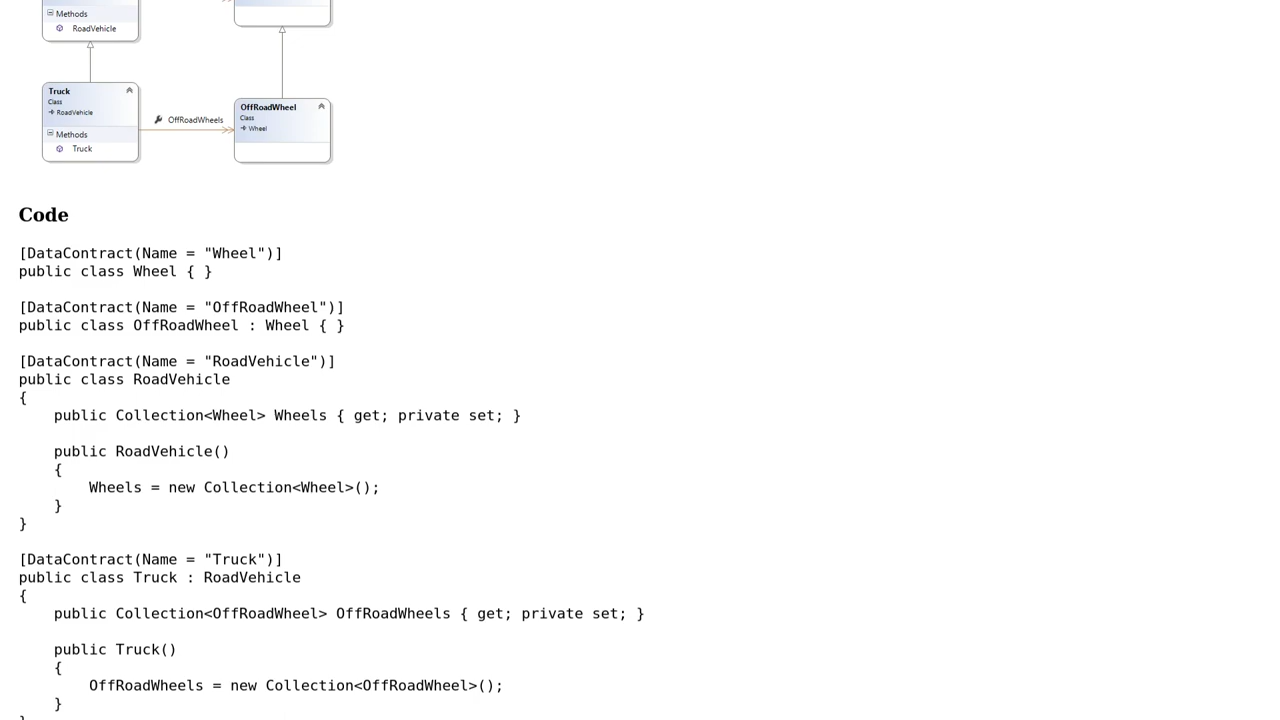 Methods
RoadVehicle
Truck
Class
RoadVehicle
Methods
Truck
OffRoadWheels
OffRoadWheel
Class
Wheel
Code
[DataContract(Name = "Wheel")]
public class Wheel { }
[DataContract(Name = "OffRoadWheel")]
public class OffRoadWheel : Wheel { }
[DataContract(Name = "RoadVehicle")]
public class RoadVehicle
{
    public Collection<Wheel> Wheels { get; private set; }
    public RoadVehicle()
    {
        Wheels = new Collection<Wheel>();
    }
}
[DataContract(Name = "Truck")]
public class Truck : RoadVehicle
{
    public Collection<OffRoadWheel> OffRoadWheels { get; private set; }
    public Truck()
    {
        OffRoadWheels = new Collection<OffRoadWheel>();
    }
}